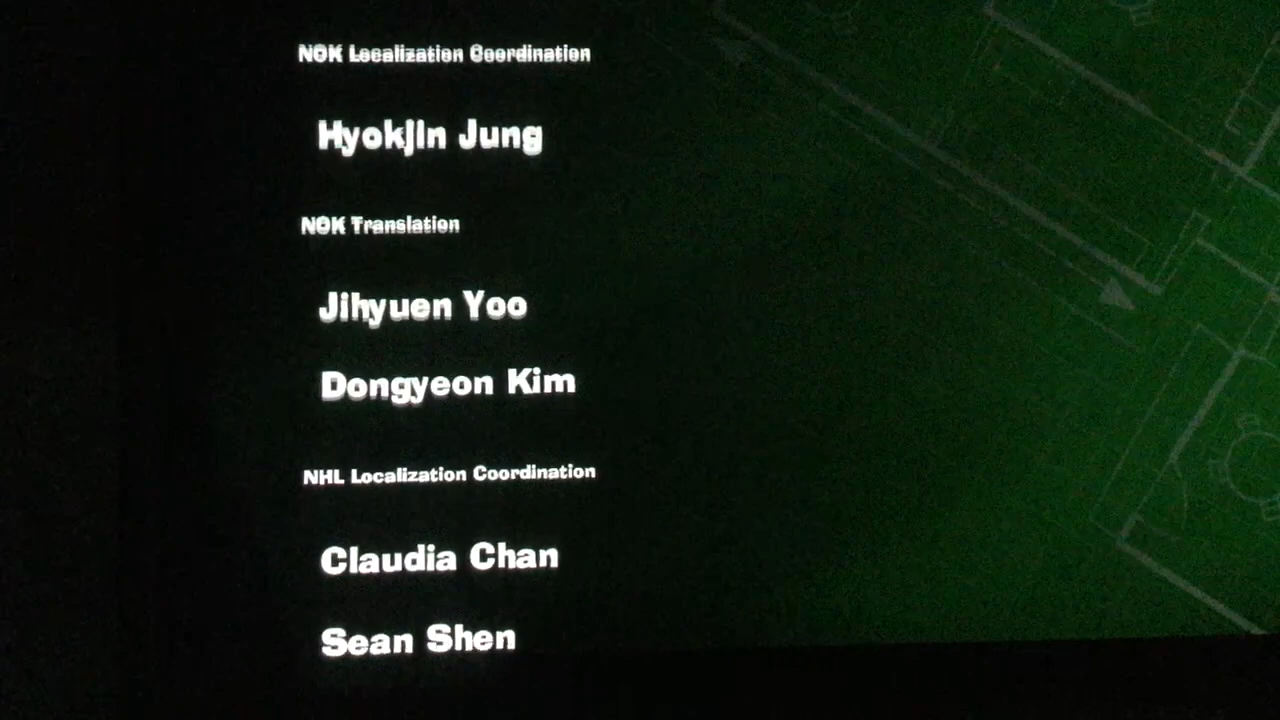 NOK Localization Coordination
Hyokjin Jung
NOK Translation
Jihyuen Yoo
Dongyeon Kim
NHL Localization Coordination
Claudia Chan
Sean Shen